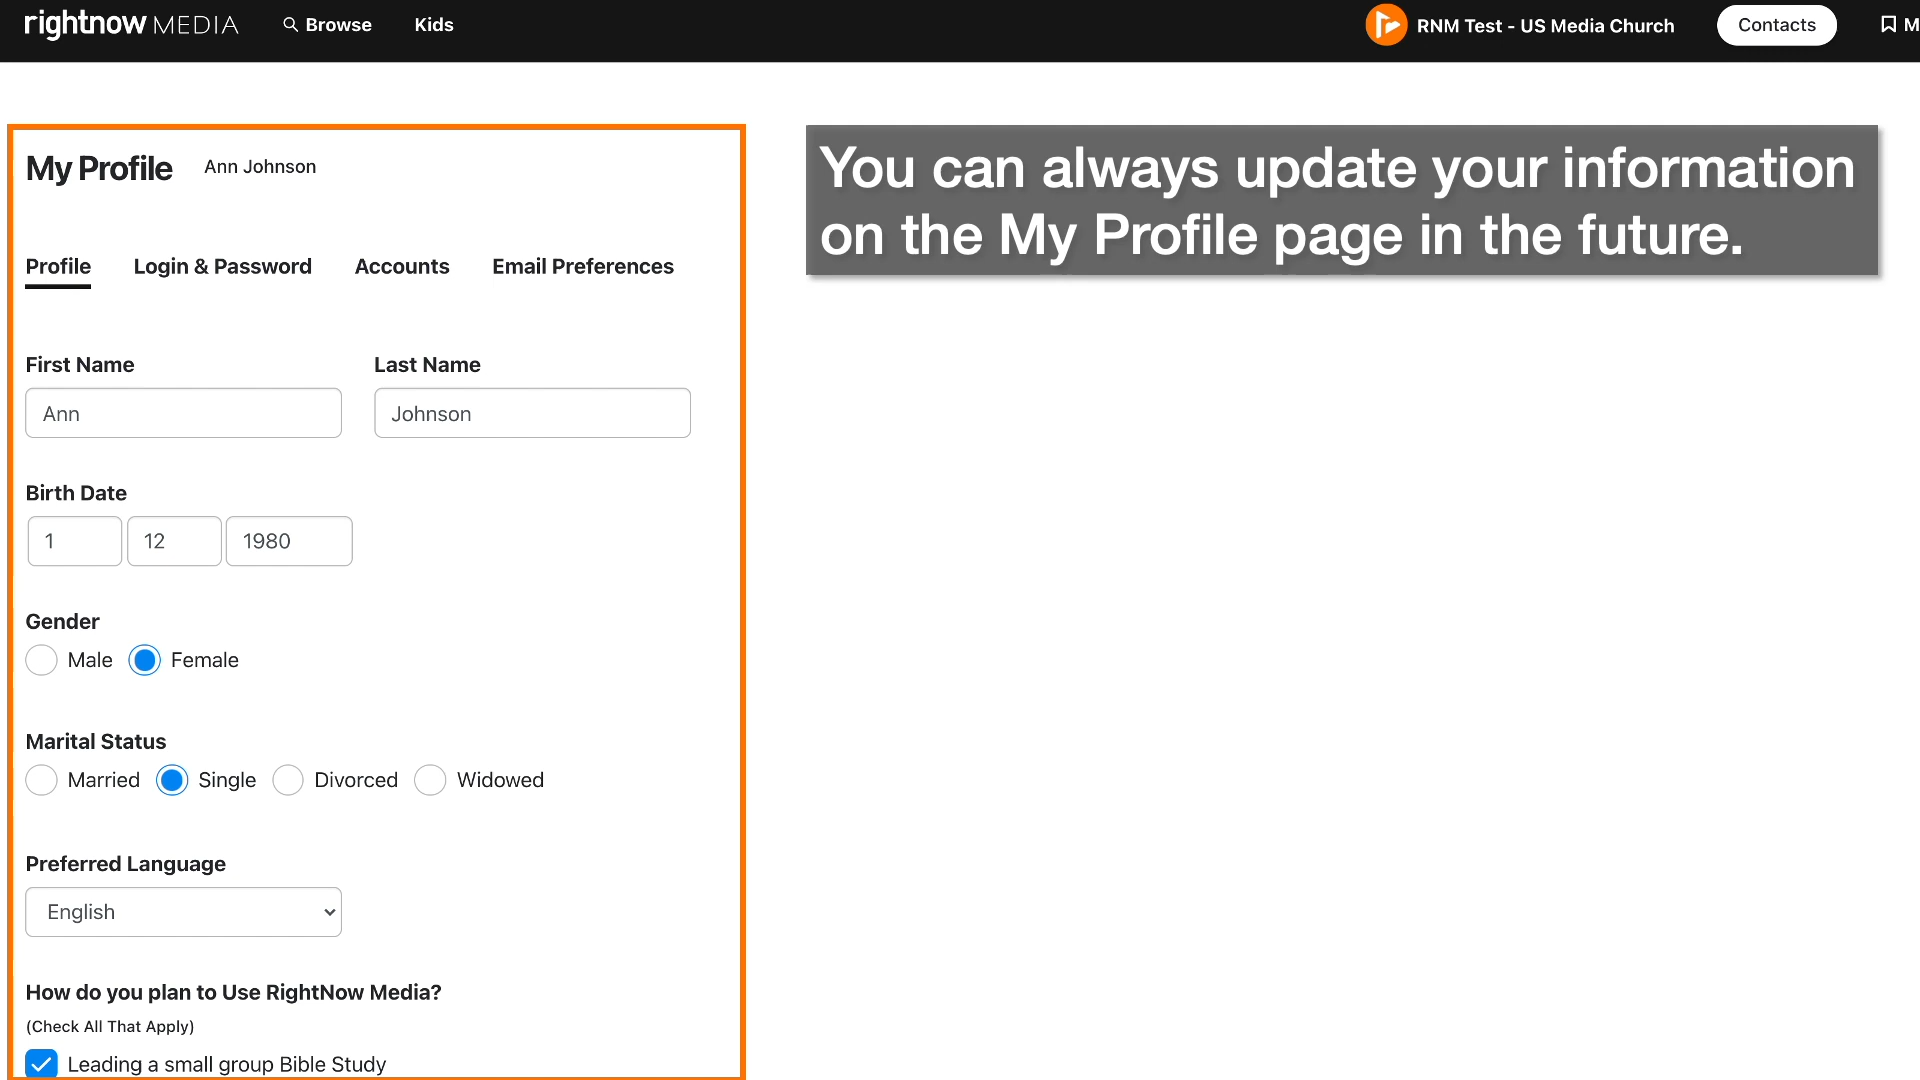 rightnow MEDIA
Browse
Kids
RNM Test - US Media Church
Contacts
M
My Profile
Ann Johnson
You can always update your information
on the My Profile page in the future.
Profile
Login & Password
Accounts
Email Preferences
First Name
Last Name
Ann
Johnson
Birth Date
1
12
1980
Gender
Male
Female
Marital Status
Married
Single
Divorced
Widowed
Preferred Language
English
How do you plan to Use RightNow Media?
(Check All That Apply)
Leading a small group Bible Study